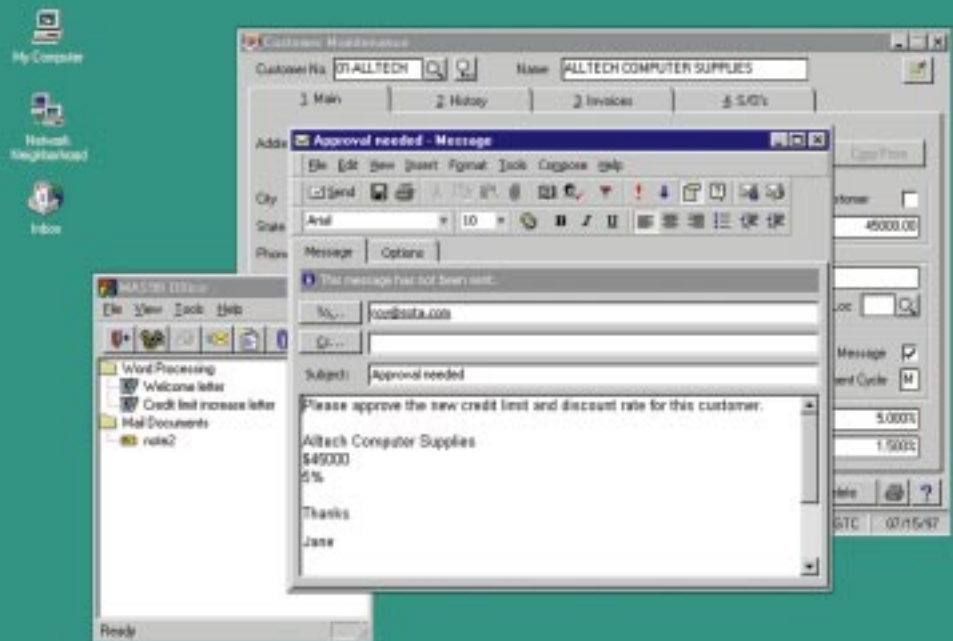 My Computer
Network
Neighborhood
Inbox
Customer Maintenance
Customer No. 01-ALLTECH
Name ALLTECH COMPUTER SUPPLIES
1. Main
2. History
3. Invoices
4. S/O's
City
State
Copy From
45000.00
Message
M
5.000%
1.500%
07/15/97
Approval needed - Message
File Edit View Insert Format Tools Compose Help
Send
Arial
10
B I U
Message
Options
This message has not been sent.
To...
Cc...
Subject: Approval needed
Please approve the new credit limit and discount rate for this customer.
Alltech Computer Supplies
$45000
5%
Thanks
Jane
MAS90 Office
File View Tools Help
Word Processing
Welcome letter
Credit limit increase letter
Mail Documents
note2
Ready